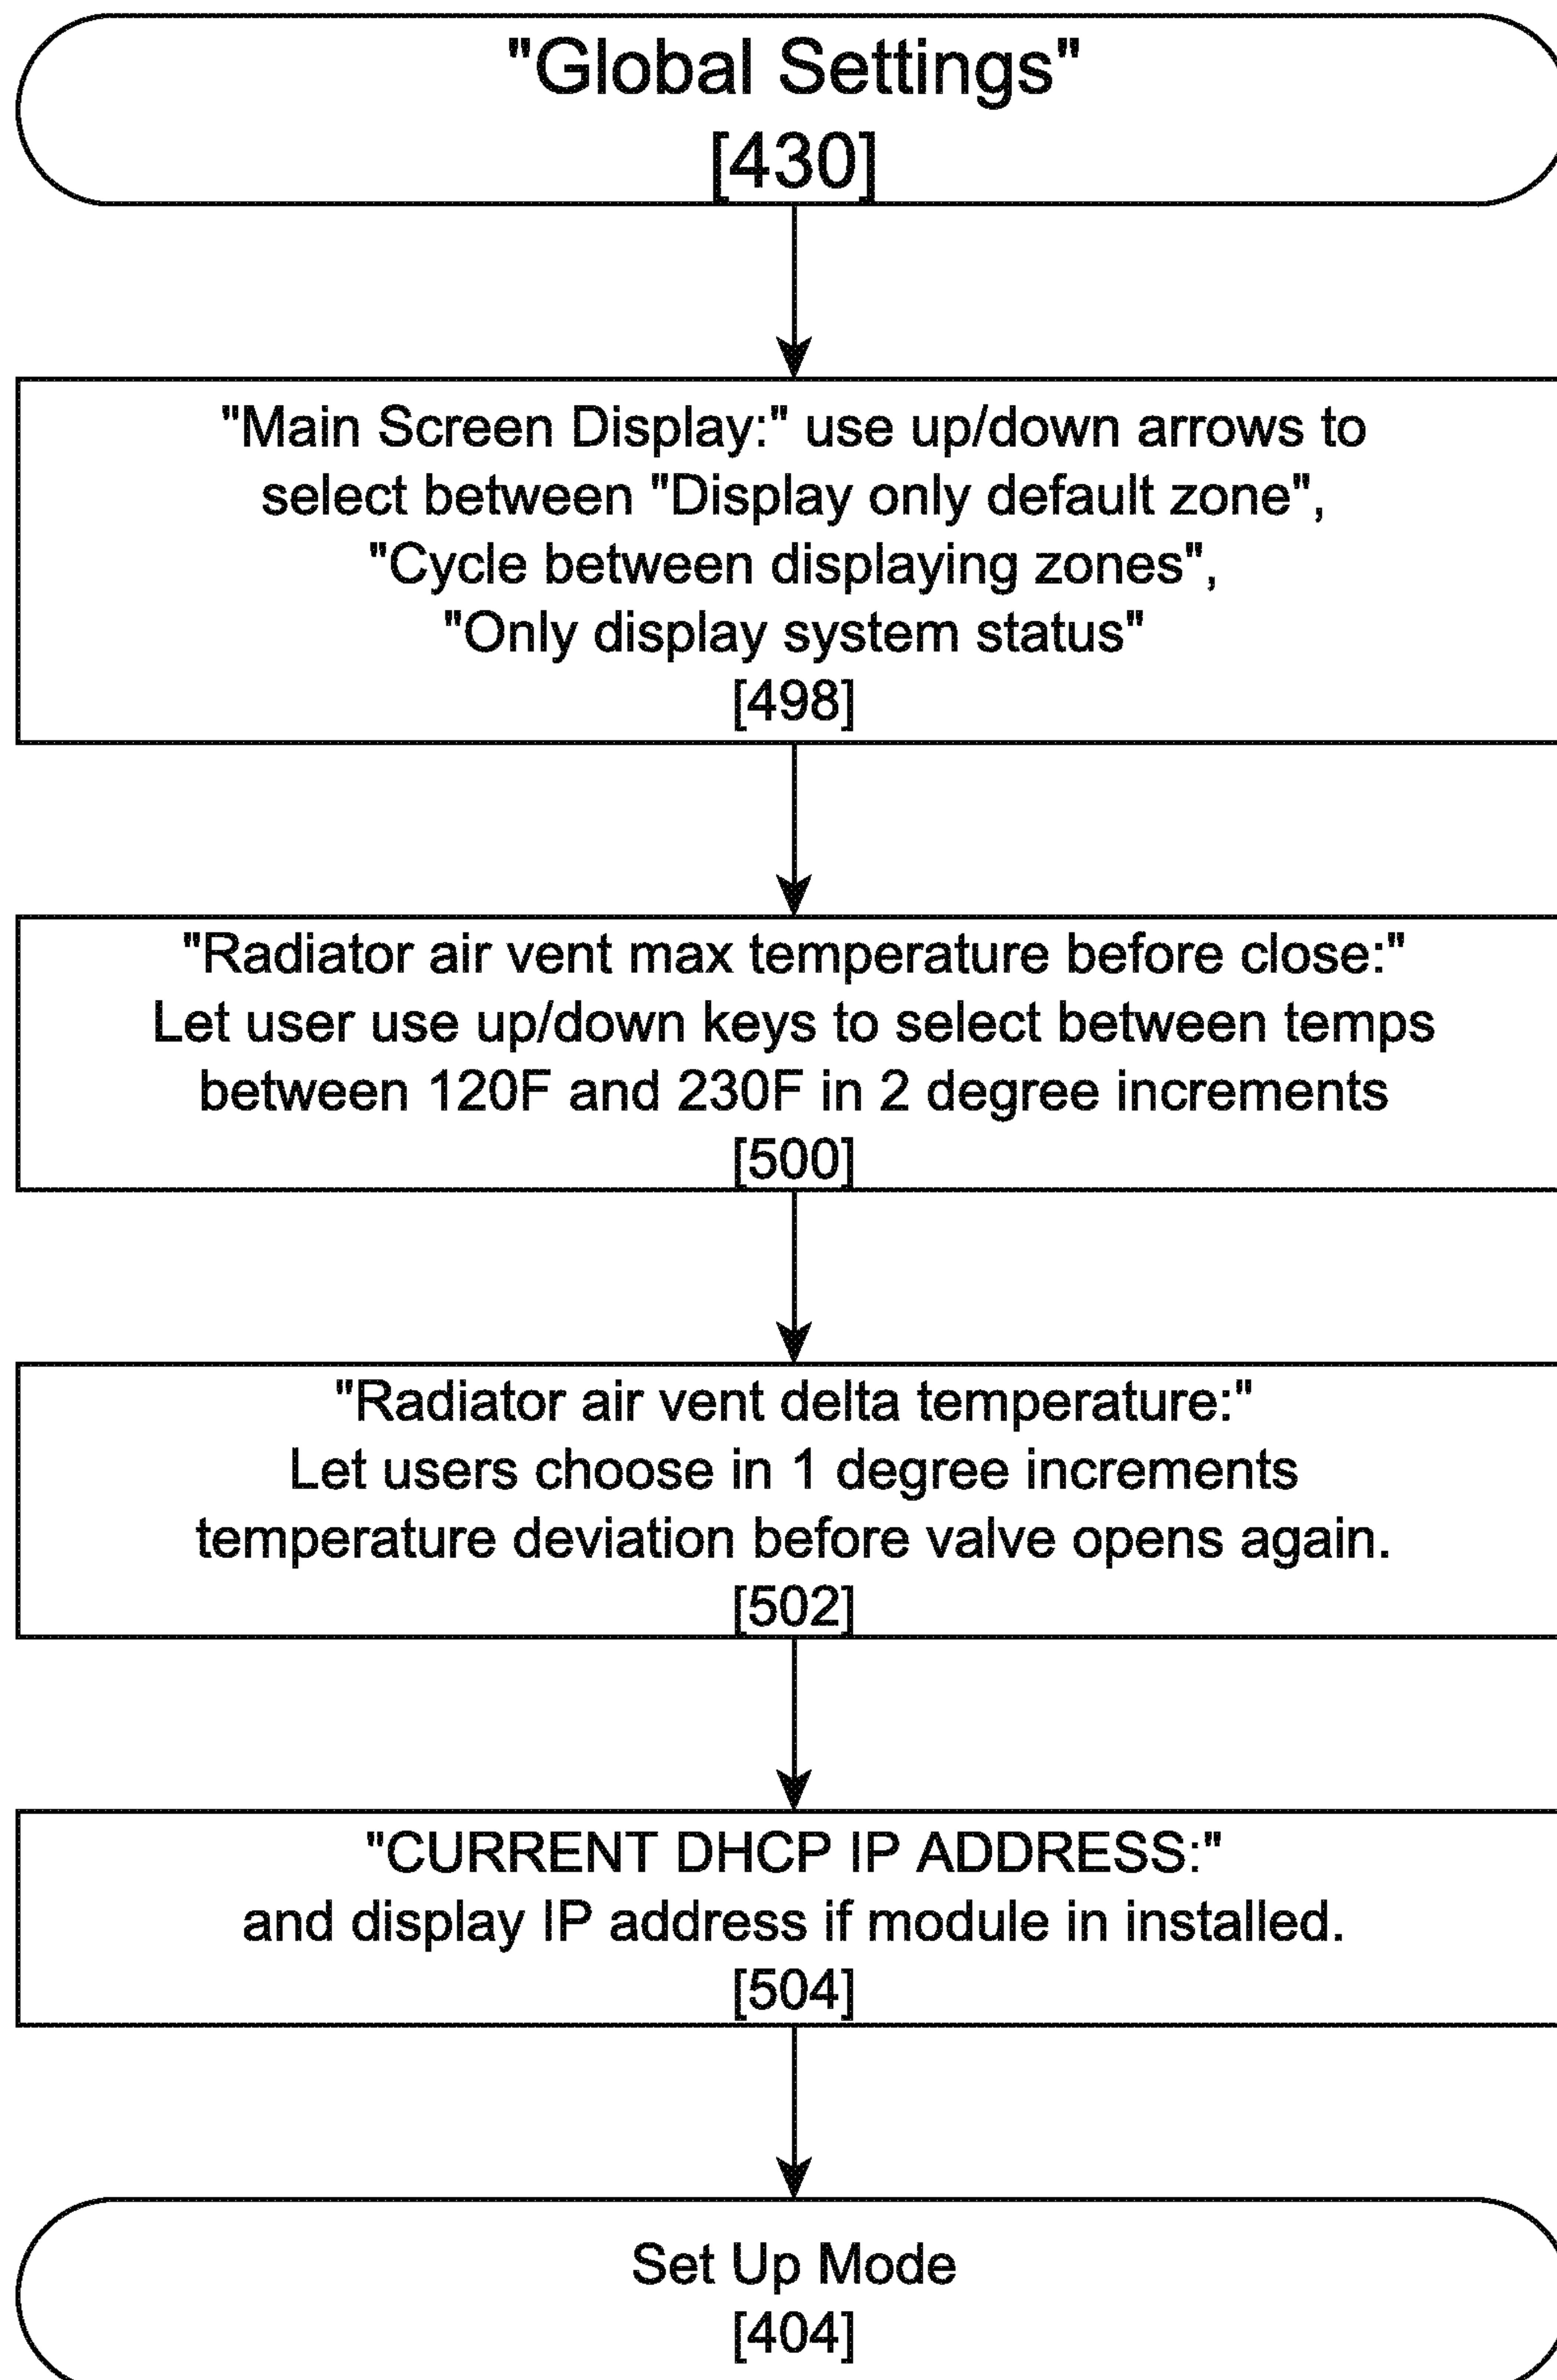 "Global Settings"
[430]
"Main Screen Display:" use up/down arrows to
select between "Display only default zone",
"Cycle between displaying zones",
"Only display system status"
[498]
"Radiator air vent max temperature before close:"
Let user use up/down keys to select between temps
between 120F and 230F in 2 degree increments
[500]
"Radiator air vent delta temperature:"
Let users choose in 1 degree increments
temperature deviation before valve opens again.
[502]
"CURRENT DHCP IP ADDRESS:"
and display IP address if module in installed.
[504]
Set Up Mode
[404]